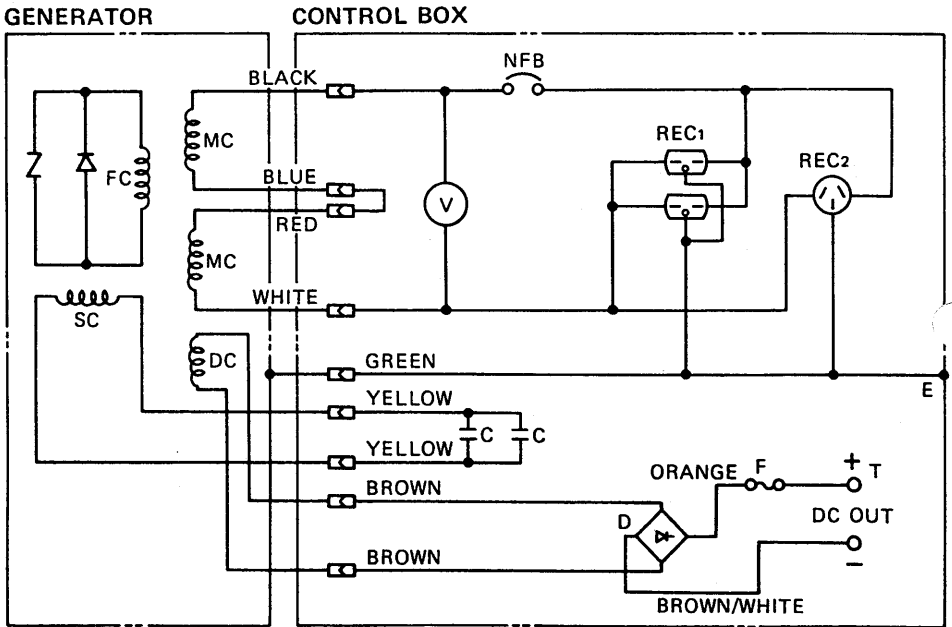 GENERATOR
CONTROL BOX
BLACK
NFB
MC
REC1
REC2
FC
BLUE
V
RED
MC
WHITE
SC
DC
GREEN
E
YELLOW
C
C
YELLOW
ORANGE
F
+
T
BROWN
D
DC OUT
BROWN
−
BROWN/WHITE